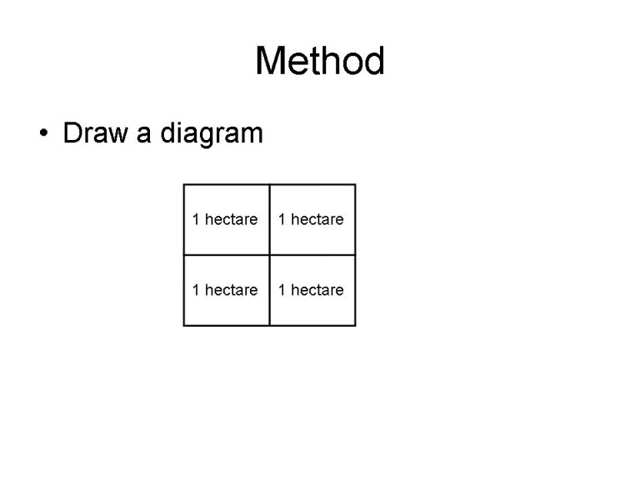 Method
• Draw a diagram
1 hectare 1 hectare
1 hectare 1 hectare